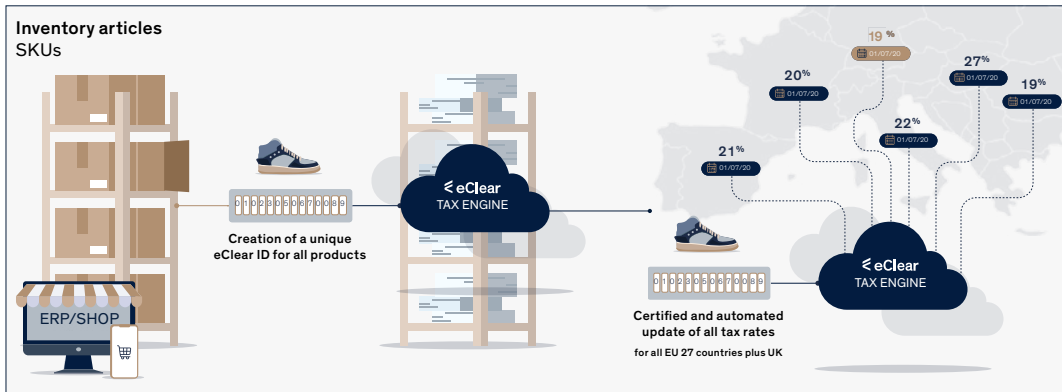 Inventory articles
SKUs
ERP/SHOP
01023050670089
Creation of a unique
eClear ID for all products
eClear
TAX ENGINE
01023050670089
Certified and automated
update of all tax rates
for all EU 27 countries plus UK
eClear
TAX ENGINE
21%
01/07/20
20%
01/07/20
19 %
01/07/20
22%
01/07/20
27%
01/07/20
19%
01/07/20